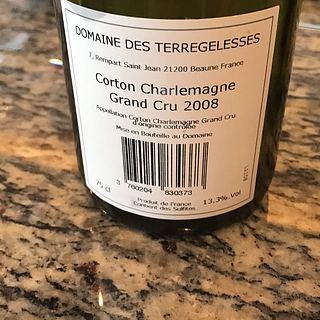 DOMAINE DES TERREGELESSES
7, Rempart Saint Jean 21200 Beaune France
Corton Charlemagne
Grand Cru 2008
Appellation Corton Charlemagne Grand Cru
d'origine contrôlée
Mise en Bouteille au Domaine
3 760204 830373
75 cl
Produit de France
Contient des Sulfites
13.3% Vol